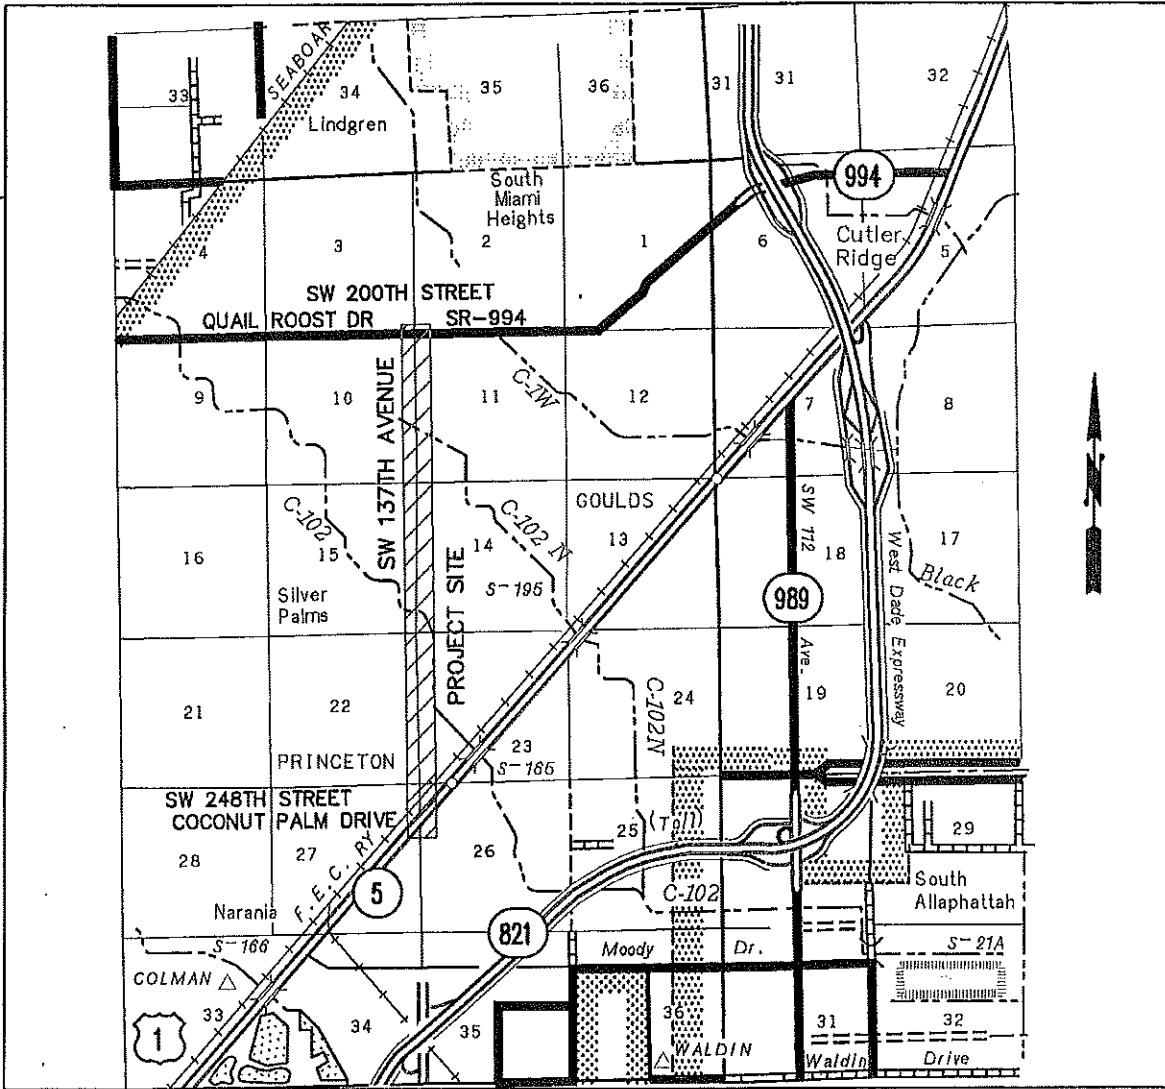 SEABOAR
33
34
Lindgren
35
36
31
31
32
994
South
Miami
Heights
Cutler
Ridge
4
3
2
1
6
5
SW 200TH STREET
QUAIL ROOST DR SR-994
C-1W
9
10
11
12
7
8
SW 137TH AVENUE
PROJECT SITE
C-102
C-102 N
GOULDS
16
15
14
13
18
17
S-195
Silver
Palms
SW 112
Ave.
989
West Dade Expressway
Black
21
22
23
24
19
20
C-102N
PRINCETON
S-165
SW 248TH STREET
COCONUT PALM DRIVE
28
27
26
25
(Toll)
29
F.E.C. RY
5
C-102
South
Allapattah
Narania
S-166
821
Moody Dr.
S-21A
COLMAN
33
34
35
36
31
32
1
WALDIN
Waldin Drive
N